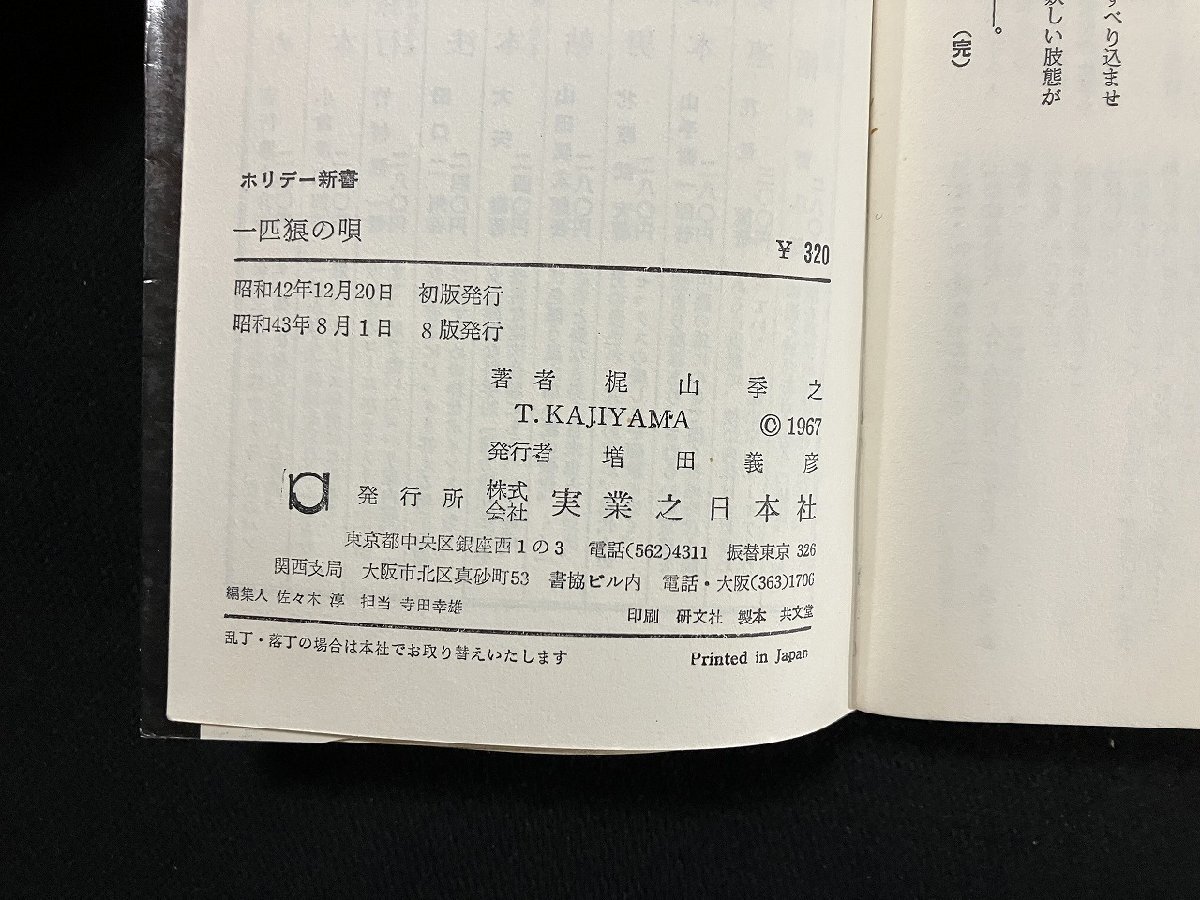 ホリデー新書
一匹狼の唄
¥ 320
昭和42年12月20日 初版発行
昭和43年8月1日 8版発行
著者 梶山季之
T. KAJIYAMA © 1967
発行者 増田義彦
発行所 株式会社 実業之日本社
東京都中央区銀座西1の3 電話(562)4311 振替東京 326
関西支局 大阪市北区真砂町53 書協ビル内 電話・大阪(363)1706
編集人 佐々木 淳 担当 寺田幸雄
印刷 研文社 製本 共文堂
乱丁・落丁の場合は本社でお取り替えいたします
Printed in Japan
すべり込ませ
しい肢態が
――。
(完)